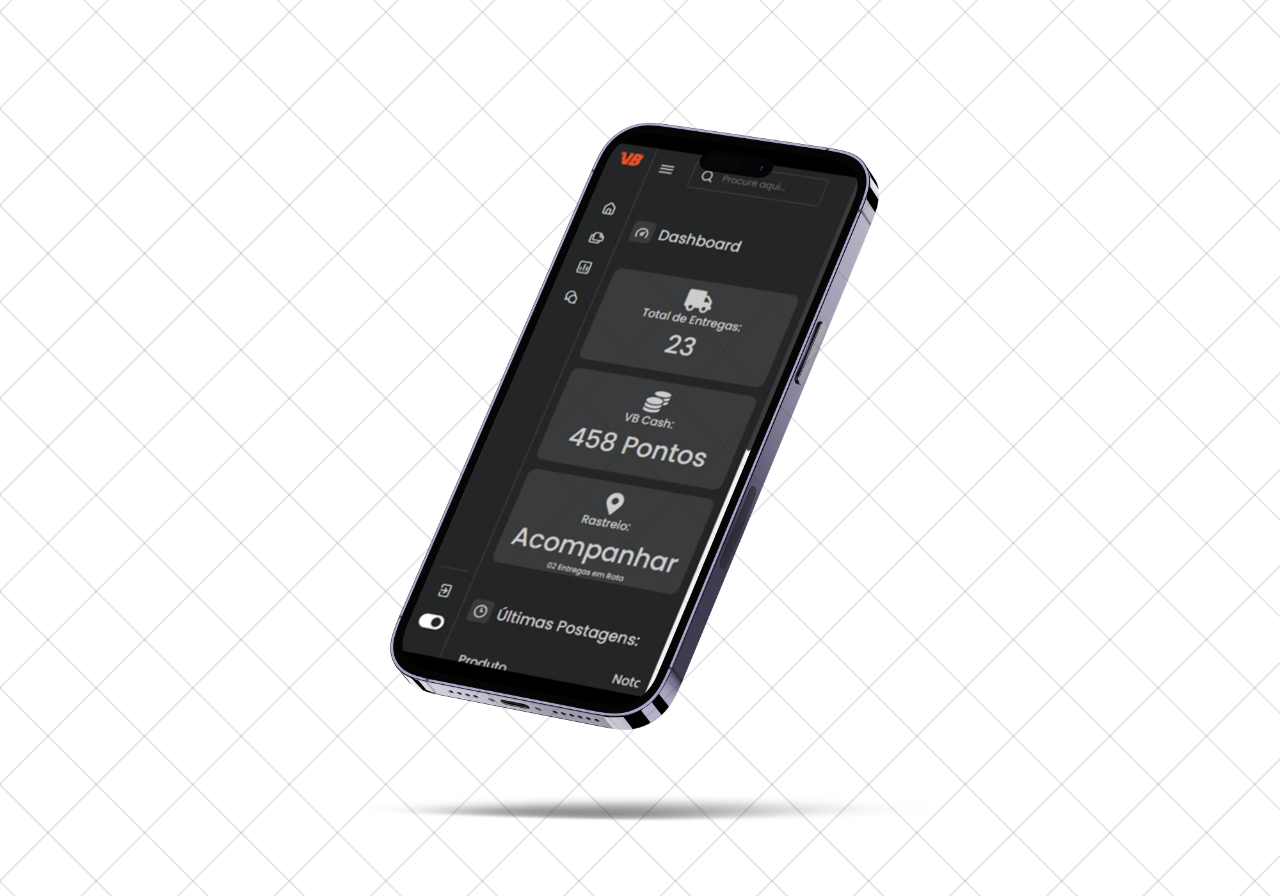 VB
Procure aqui...
Dashboard
Total de Entregas:
23
VB Cash:
458 Pontos
Rastreio:
Acompanhar
02 Entregas em Rota
Últimas Postagens:
Produto
Notc